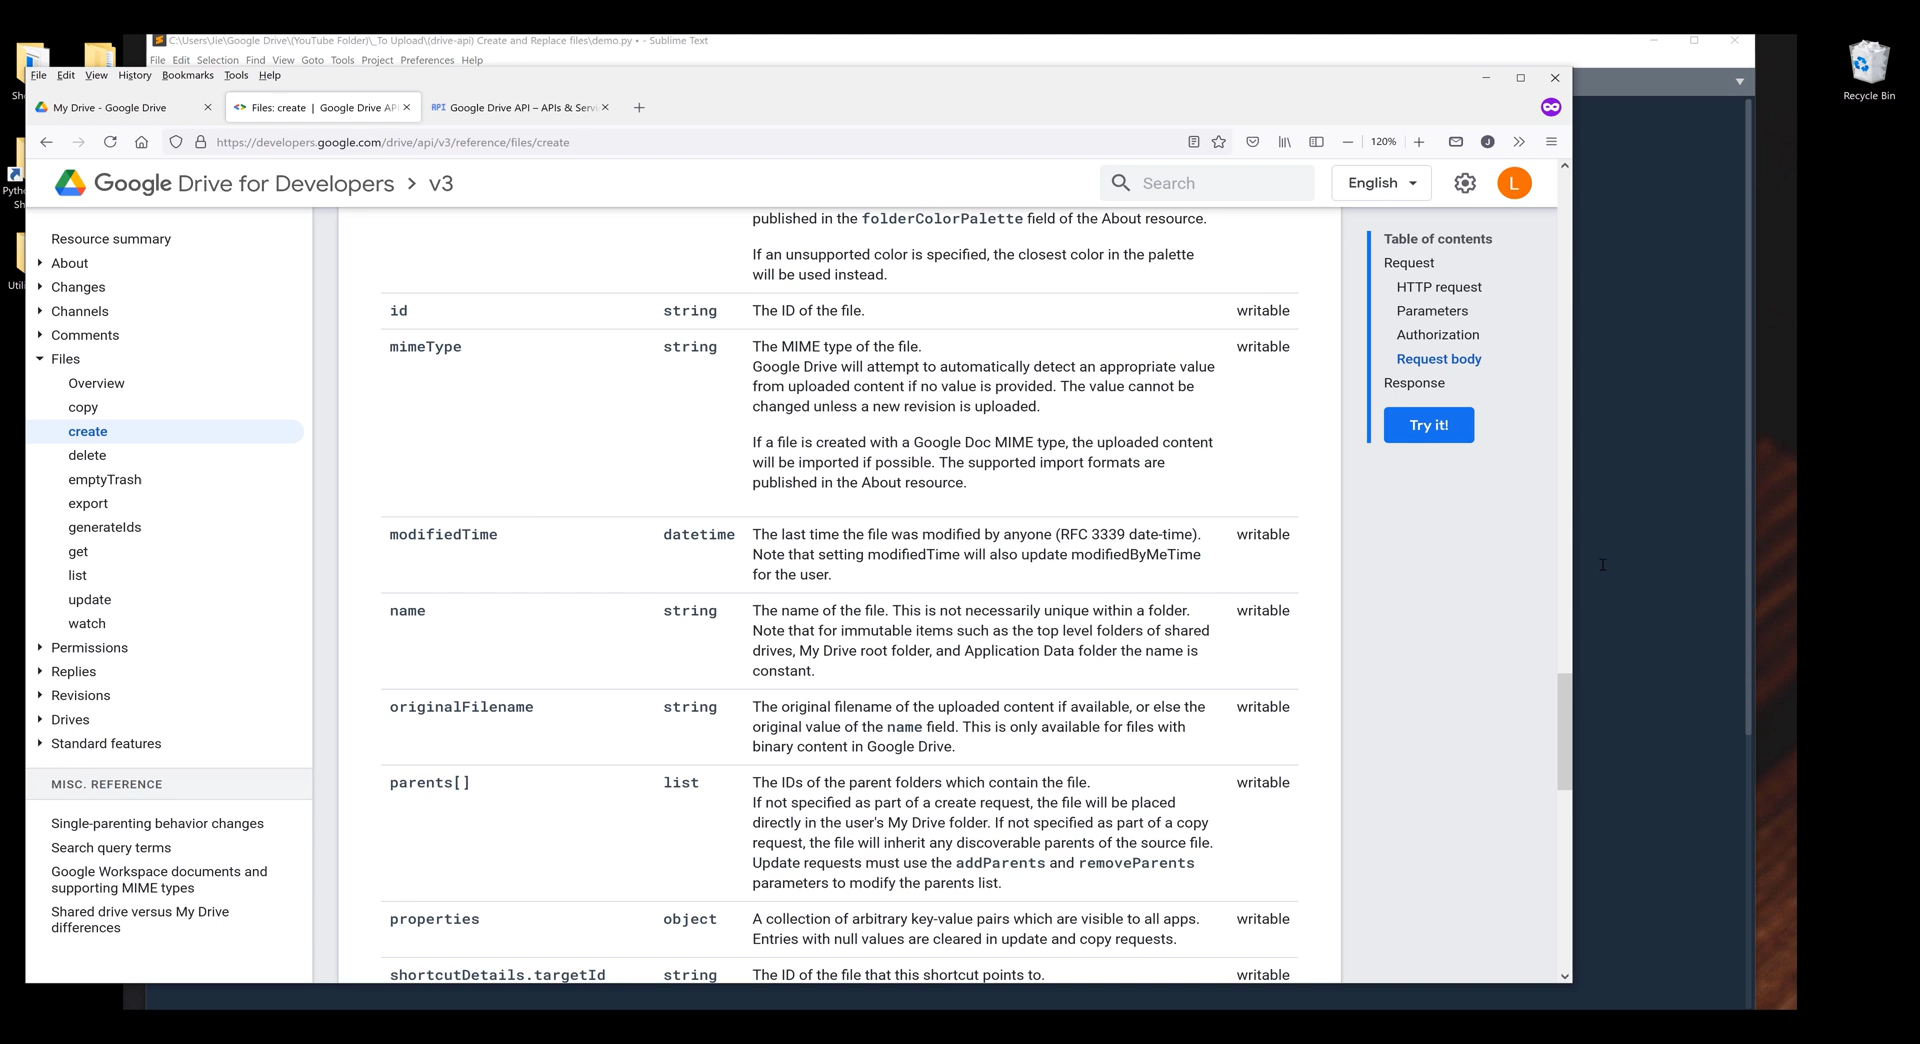 C:\Users\Jie\Google Drive\(YouTube Folder)\_To Upload\(drive-api) Create and Replace files\demo.py • - Sublime Text
File Edit Selection Find View Goto Tools Project Preferences Help
File Edit View History Bookmarks Tools Help
My Drive - Google Drive
Files: create | Google Drive API
API Google Drive API – APIs & Servi
Recycle Bin
https://developers.google.com/drive/api/v3/reference/files/create
120%
J
Google Drive for Developers > v3
Search
English
L
Resource summary
About
Changes
Channels
Comments
Files
Overview
copy
create
delete
emptyTrash
export
generateIds
get
list
update
watch
Permissions
Replies
Revisions
Drives
Standard features
MISC. REFERENCE
Single-parenting behavior changes
Search query terms
Google Workspace documents and
supporting MIME types
Shared drive versus My Drive
differences
published in the folderColorPalette field of the About resource.
If an unsupported color is specified, the closest color in the palette
will be used instead.
id string The ID of the file. writable
mimeType string The MIME type of the file. writable
Google Drive will attempt to automatically detect an appropriate value
from uploaded content if no value is provided. The value cannot be
changed unless a new revision is uploaded.
If a file is created with a Google Doc MIME type, the uploaded content
will be imported if possible. The supported import formats are
published in the About resource.
modifiedTime datetime The last time the file was modified by anyone (RFC 3339 date-time). writable
Note that setting modifiedTime will also update modifiedByMeTime
for the user.
name string The name of the file. This is not necessarily unique within a folder. writable
Note that for immutable items such as the top level folders of shared
drives, My Drive root folder, and Application Data folder the name is
constant.
originalFilename string The original filename of the uploaded content if available, or else the writable
original value of the name field. This is only available for files with
binary content in Google Drive.
parents[] list The IDs of the parent folders which contain the file. writable
If not specified as part of a create request, the file will be placed
directly in the user's My Drive folder. If not specified as part of a copy
request, the file will inherit any discoverable parents of the source file.
Update requests must use the addParents and removeParents
parameters to modify the parents list.
properties object A collection of arbitrary key-value pairs which are visible to all apps. writable
Entries with null values are cleared in update and copy requests.
shortcutDetails.targetId string The ID of the file that this shortcut points to. writable
Table of contents
Request
HTTP request
Parameters
Authorization
Request body
Response
Try it!